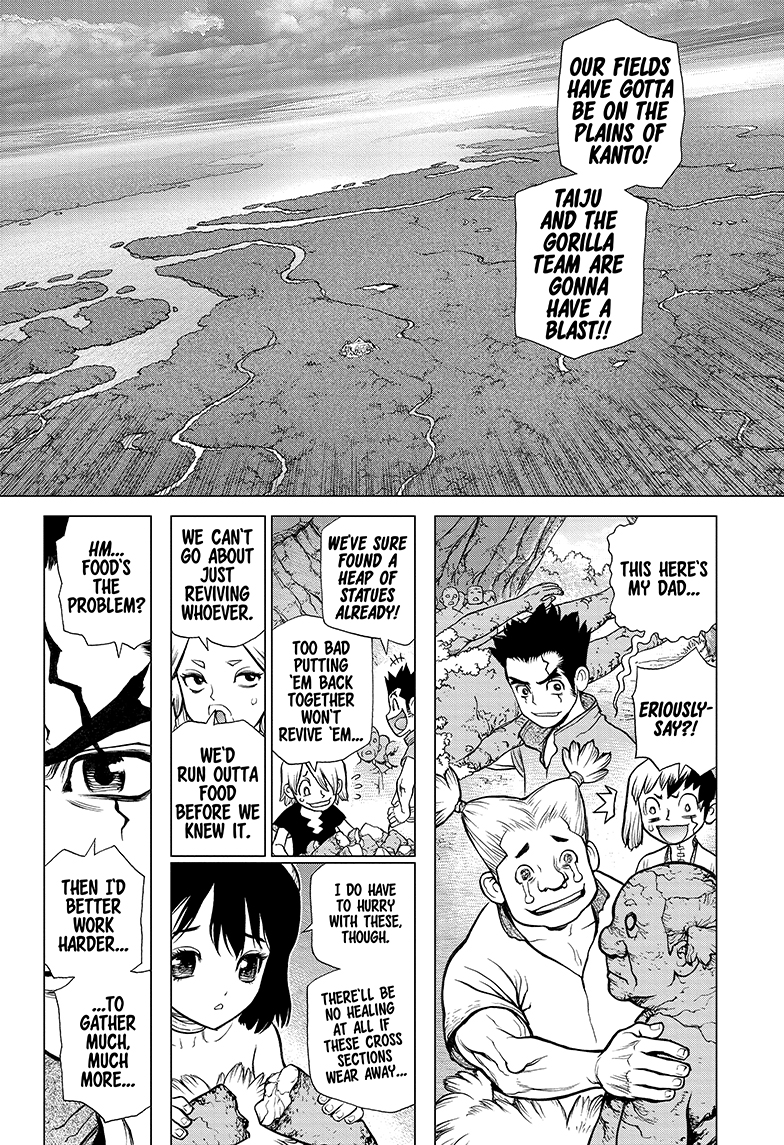 OUR FIELDS
HAVE GOTTA
BE ON THE
PLAINS OF
KANTO!
TAIJU
AND THE
GORILLA
TEAM ARE
GONNA
HAVE A
BLAST!!
THIS HERE'S
MY DAD...
ERIOUSLY-
SAY?!
WE'VE SURE
FOUND A
HEAP OF
STATUES
ALREADY!
TOO BAD
PUTTING
'EM BACK
TOGETHER
WON'T
REVIVE 'EM...
WE CAN'T
GO ABOUT
JUST
REVIVING
WHOEVER.
WE'D
RUN OUTTA
FOOD
BEFORE WE
KNEW IT.
I DO HAVE
TO HURRY
WITH THESE,
THOUGH.
THERE'LL BE
NO HEALING
AT ALL IF
THESE CROSS
SECTIONS
WEAR AWAY...
HM...
FOOD'S
THE
PROBLEM?
THEN I'D
BETTER
WORK
HARDER...
...TO
GATHER
MUCH,
MUCH
MORE...